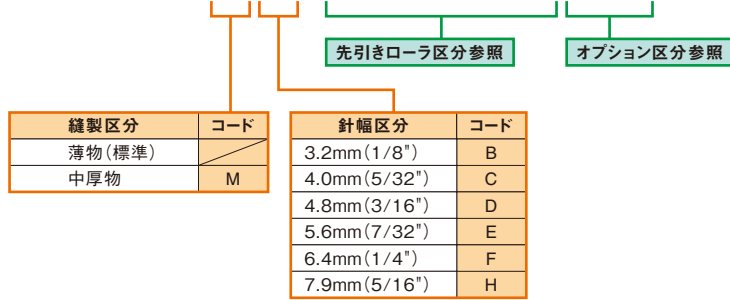 先引きローラ区分参照 オプション区分参照
縫製区分 コード
薄物(標準)
中厚物 M
針幅区分 コード
3.2mm(1/8") B
4.0mm(5/32") C
4.8mm(3/16") D
5.6mm(7/32") E
6.4mm(1/4") F
7.9mm(5/16") H